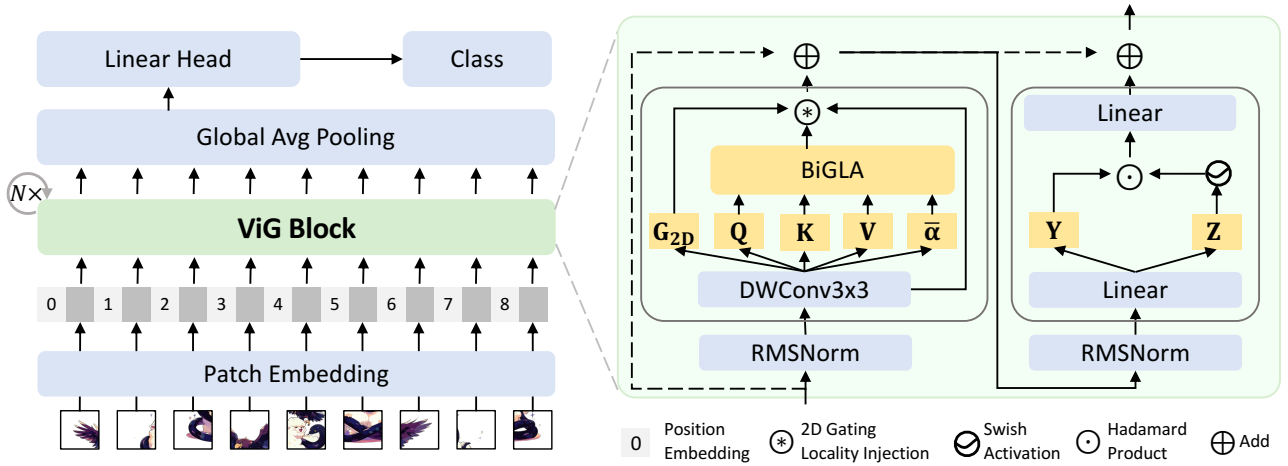 Linear Head
Class
Global Avg Pooling
N×
ViG Block
0 1 2 3 4 5 6 7 8
Patch Embedding
BiGLA
G2D Q K V ᾱ
DWConv3x3
RMSNorm
Linear
Y Z
Linear
RMSNorm
0 Position
Embedding
2D Gating
Locality Injection
Swish
Activation
Hadamard
Product
Add